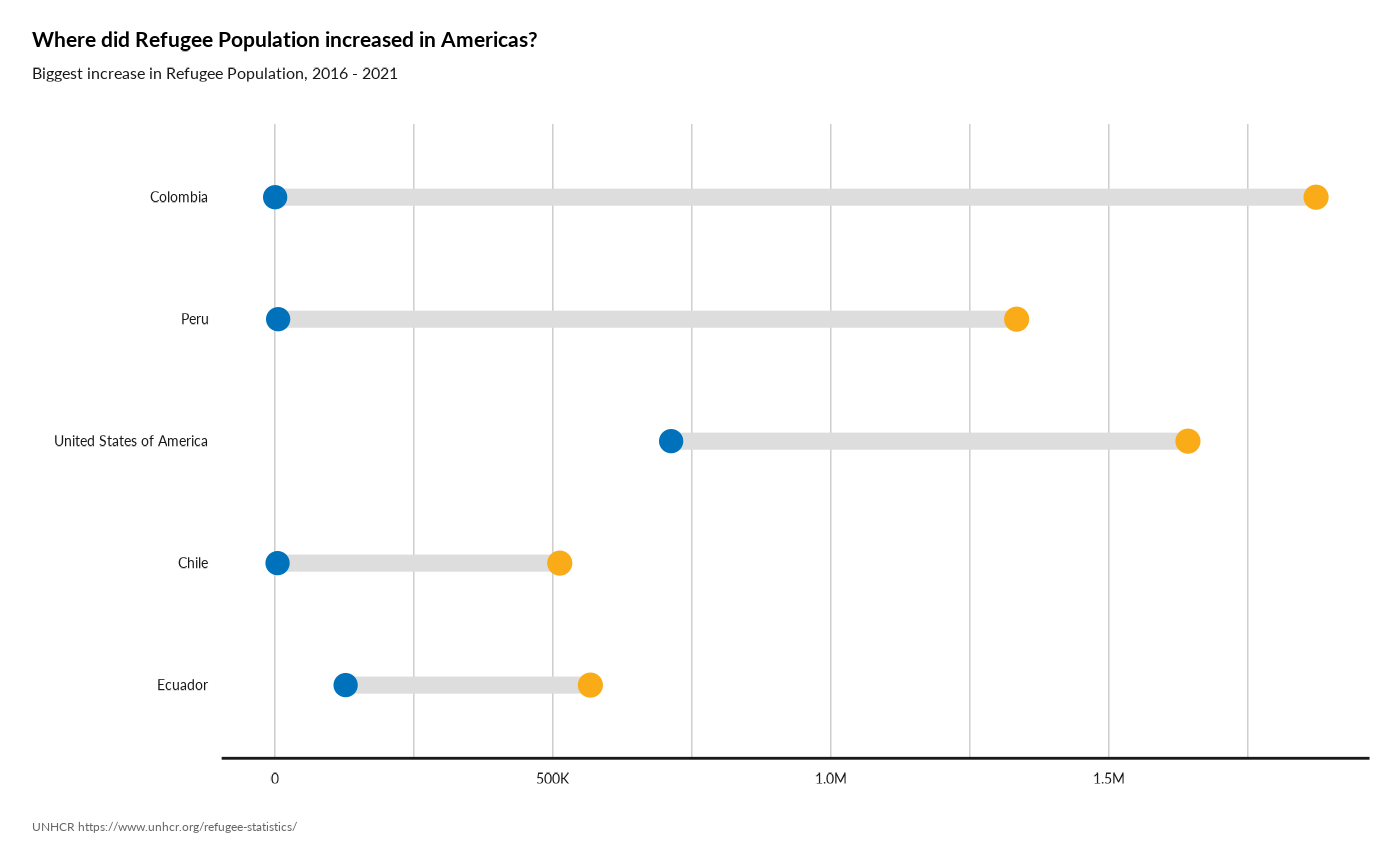 Where did Refugee Population increased in Americas?
Biggest increase in Refugee Population, 2016 - 2021
Colombia
Peru
United States of America
Chile
Ecuador
0 500K 1.0M 1.5M
UNHCR https://www.unhcr.org/refugee-statistics/